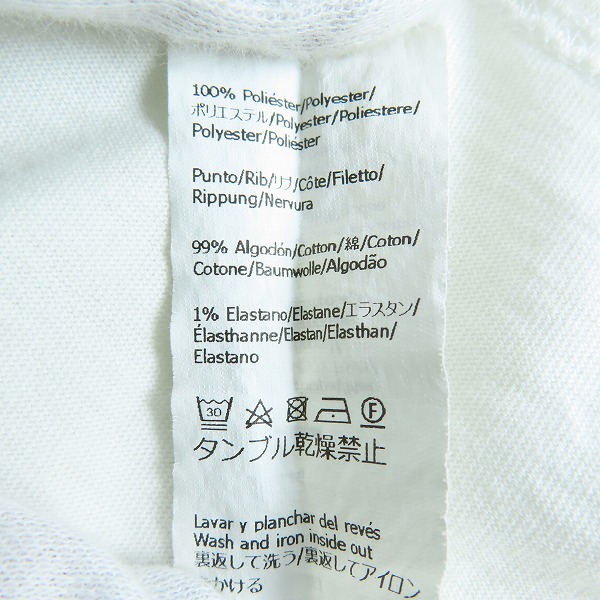 100% Poliéster/Polyester/
ポリエステル/Polyester/Poliestere/
Polyester/Poliéster
Punto/Rib/リブ/Côte/Filetto/
Rippung/Nervura
99% Algodón/Cotton/綿/Coton/
Cotone/Baumwolle/Algodão
1% Elastano/Elastane/エラスタン/
Élasthanne/Elastan/Elasthan/
Elastano
30 F
タンブル乾燥禁止
Lavar y planchar del revés
Wash and iron inside out
裏返して洗う/裏返してアイロン
をかける